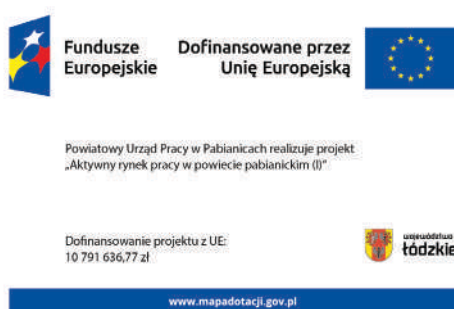 Fundusze
Europejskie
Dofinansowane przez
Unię Europejską
Powiatowy Urząd Pracy w Pabianicach realizuje projekt
„Aktywny rynek pracy w powiecie pabianickim (I)”
Dofinansowanie projektu z UE:
10 791 636,77 zł
województwo
łódzkie
www.mapadotacji.gov.pl